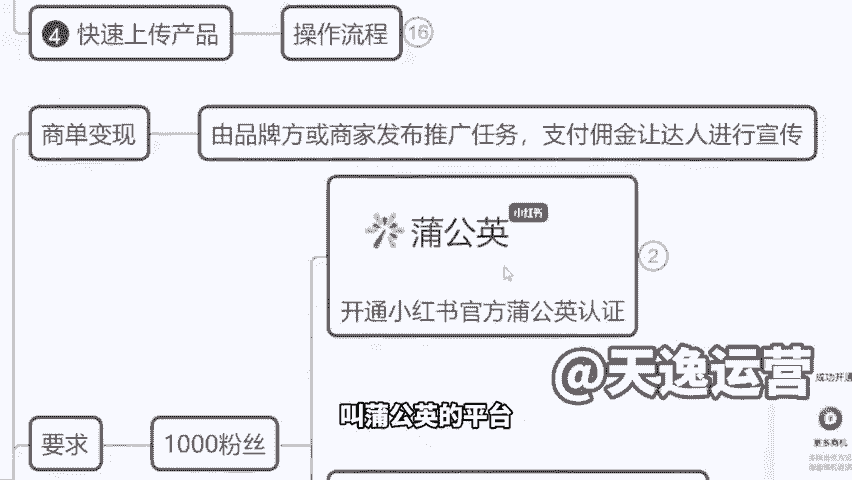 4 快速上传产品
操作流程
16
商单变现
由品牌方或商家发布推广任务，支付佣金让达人进行宣传
蒲公英
小红书
2
开通小红书官方蒲公英认证
@天逸运营
成功开通
更多商机
叫蒲公英的平台
要求
1000粉丝